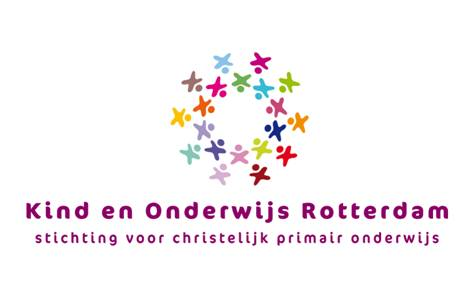 Kind en Onderwijs Rotterdam
stichting voor christelijk primair onderwijs